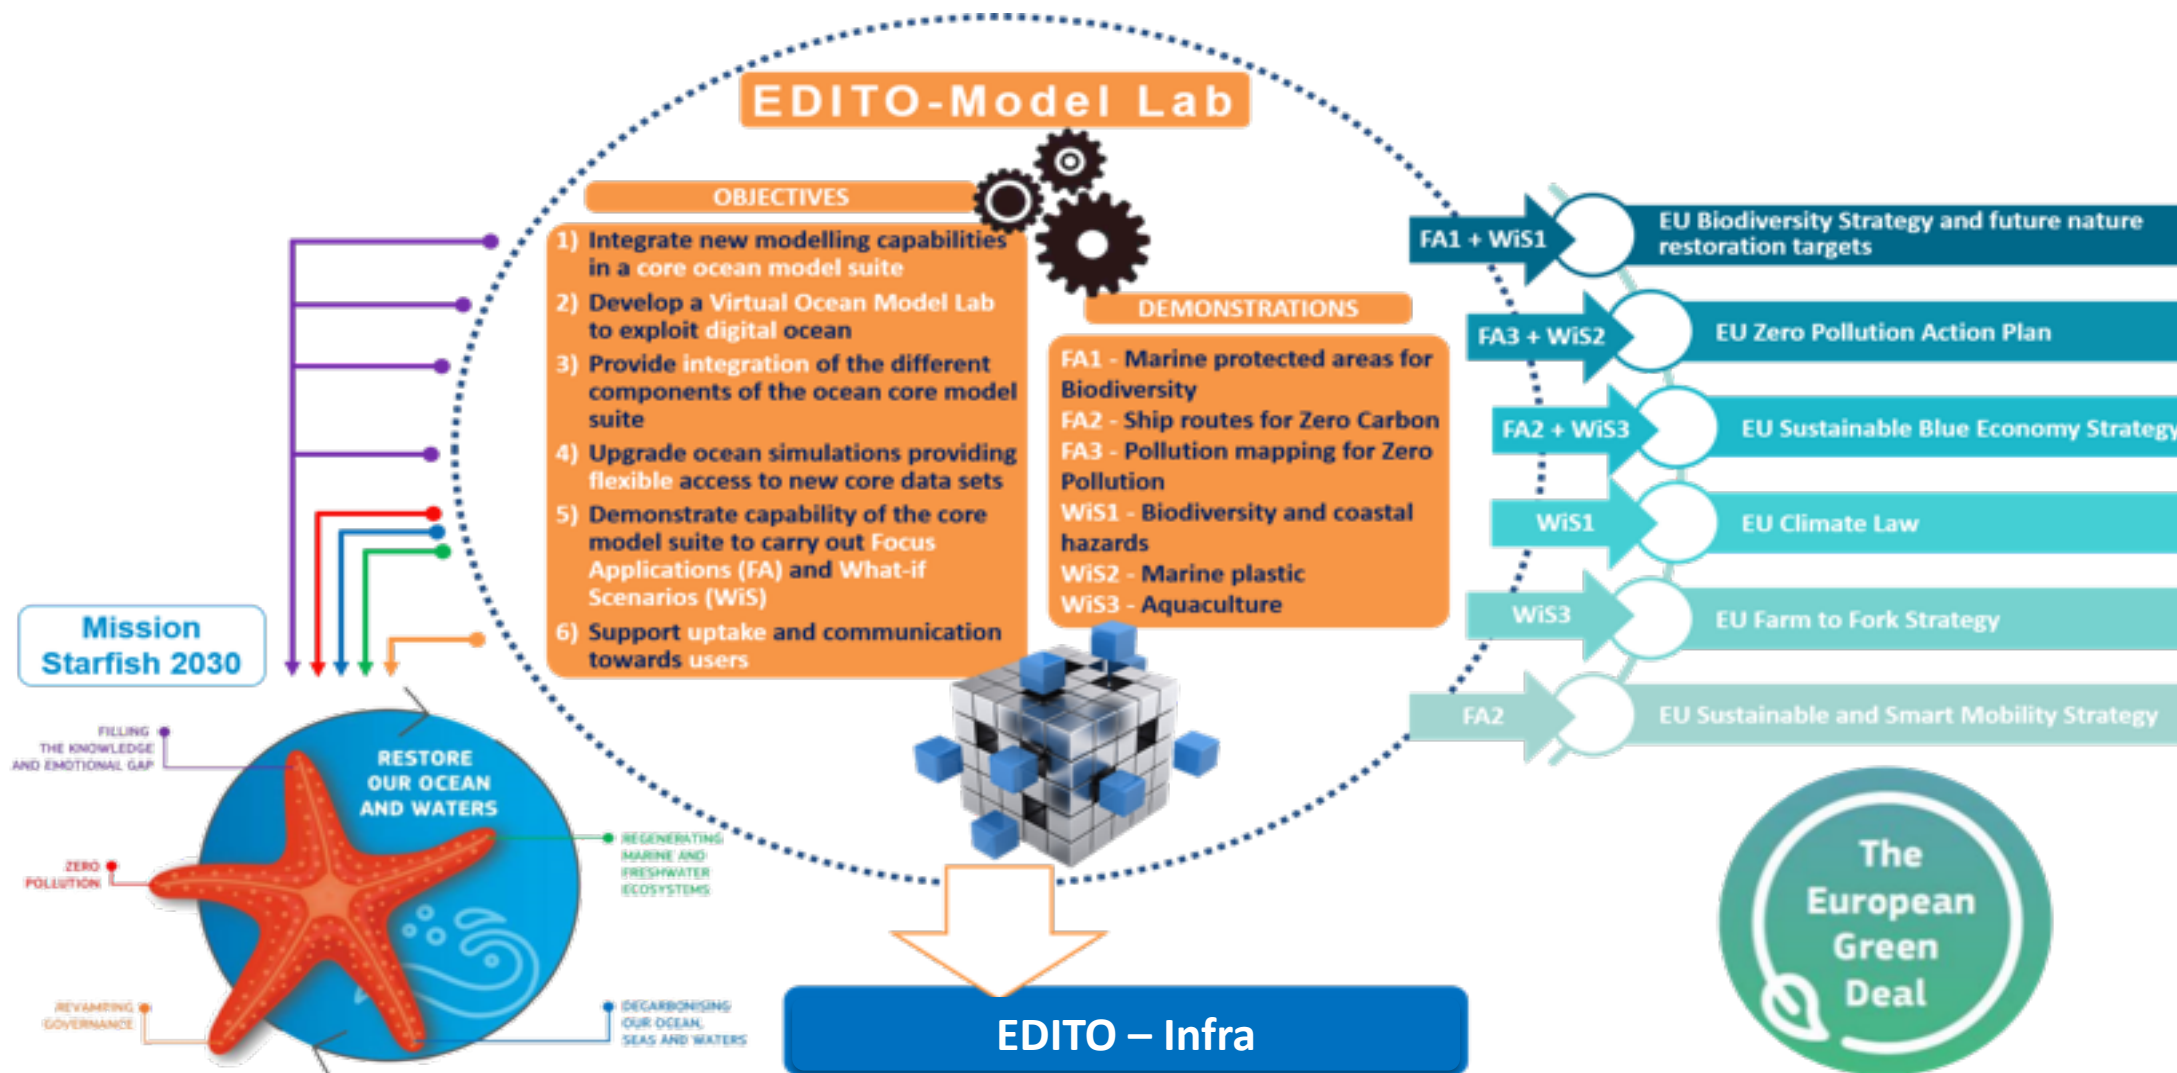 EDITO-Model Lab
OBJECTIVES
1) Integrate new modelling capabilities
in a core ocean model suite
2) Develop a Virtual Ocean Model Lab
to exploit digital ocean
3) Provide integration of the different
components of the ocean core model
suite
4) Upgrade ocean simulations providing
flexible access to new core data sets
5) Demonstrate capability of the core
model suite to carry out Focus
Applications (FA) and What-if
Scenarios (WiS)
6) Support uptake and communication
towards users
DEMONSTRATIONS
FA1 - Marine protected areas for
Biodiversity
FA2 - Ship routes for Zero Carbon
FA3 - Pollution mapping for Zero
Pollution
WiS1 - Biodiversity and coastal
hazards
WiS2 - Marine plastic
WiS3 - Aquaculture
FA1 + WiS1
EU Biodiversity Strategy and future nature
restoration targets
FA3 + WiS2
EU Zero Pollution Action Plan
FA2 + WiS3
EU Sustainable Blue Economy Strategy
WiS1
EU Climate Law
WiS3
EU Farm to Fork Strategy
FA2
EU Sustainable and Smart Mobility Strategy
Mission
Starfish 2030
FILLING
THE KNOWLEDGE
AND EMOTIONAL GAP
RESTORE
OUR OCEAN
AND WATERS
ZERO
POLLUTION
REGENERATING
MARINE AND
FRESHWATER
ECOSYSTEMS
REVAMPING
GOVERNANCE
DECARBONISING
OUR OCEAN,
SEAS AND WATERS
EDITO – Infra
The
European
Green
Deal